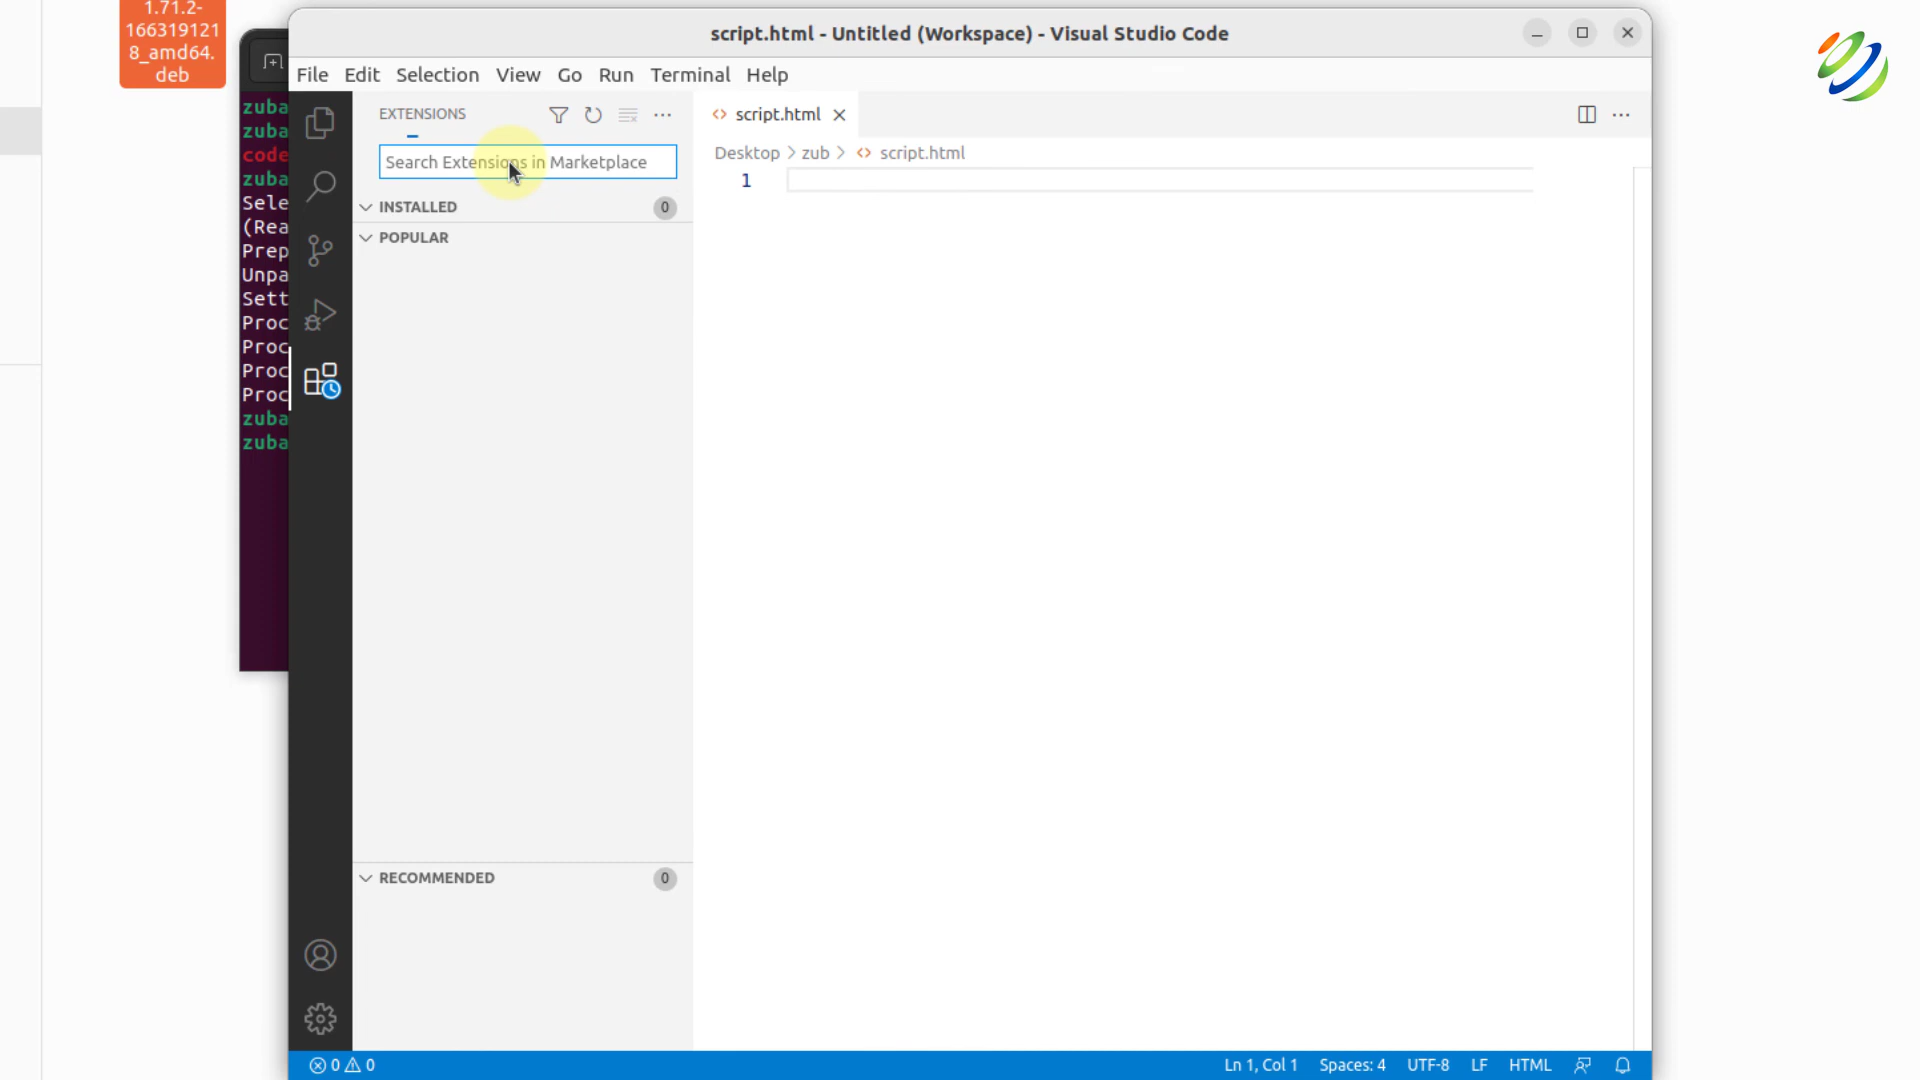 1.71.2-
166319121
8_amd64.
deb
zuba
zuba
code
zuba
Sele
(Rea
Prep
Unpa
Sett
Proc
Proc
Proc
Proc
zuba
zuba
script.html - Untitled (Workspace) - Visual Studio Code
File Edit Selection View Go Run Terminal Help
EXTENSIONS
Search Extensions in Marketplace
INSTALLED 0
POPULAR
RECOMMENDED 0
script.html
Desktop > zub > script.html
1
0 0
Ln 1, Col 1 Spaces: 4 UTF-8 LF HTML